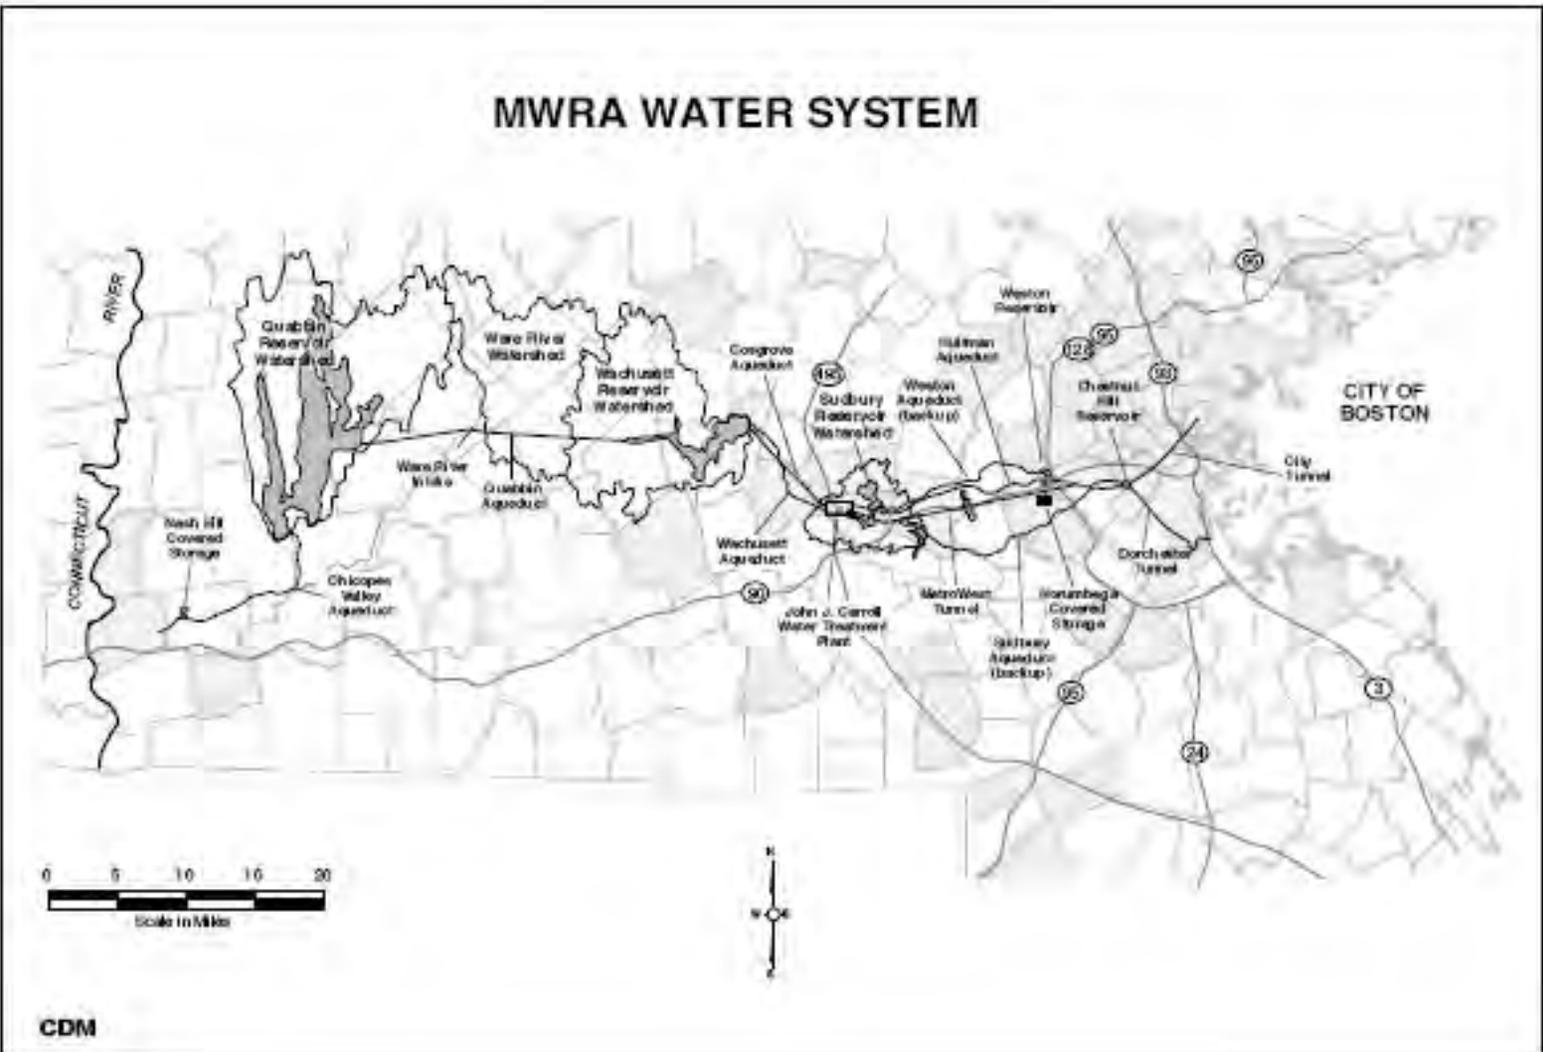 MWRA WATER SYSTEM
RIVER
CONNECTICUT
Quabbin
Reservoir
Watershed
Ware River
Watershed
Wachusett
Reservoir
Watershed
Cosgrove
Aqueduct
495
Sudbury
Reservoir
Watershed
Weston
Aqueduct
(backup)
Hultman
Aqueduct
Weston
Reservoir
128
95
95
93
Chestnut
Hill
Reservoir
CITY OF
BOSTON
City
Tunnel
Ware River
Intake
Quabbin
Aqueduct
Nash Hill
Covered
Storage
Chicopee
Valley
Aqueduct
Wachusett
Aqueduct
90
John J. Carroll
Water Treatment
Plant
MetroWest
Tunnel
Sudbury
Aqueduct
(backup)
Norumbega
Covered
Storage
Dorchester
Tunnel
95
24
3
0 5 10 15 20
Scale in Miles
N
W E
S
CDM